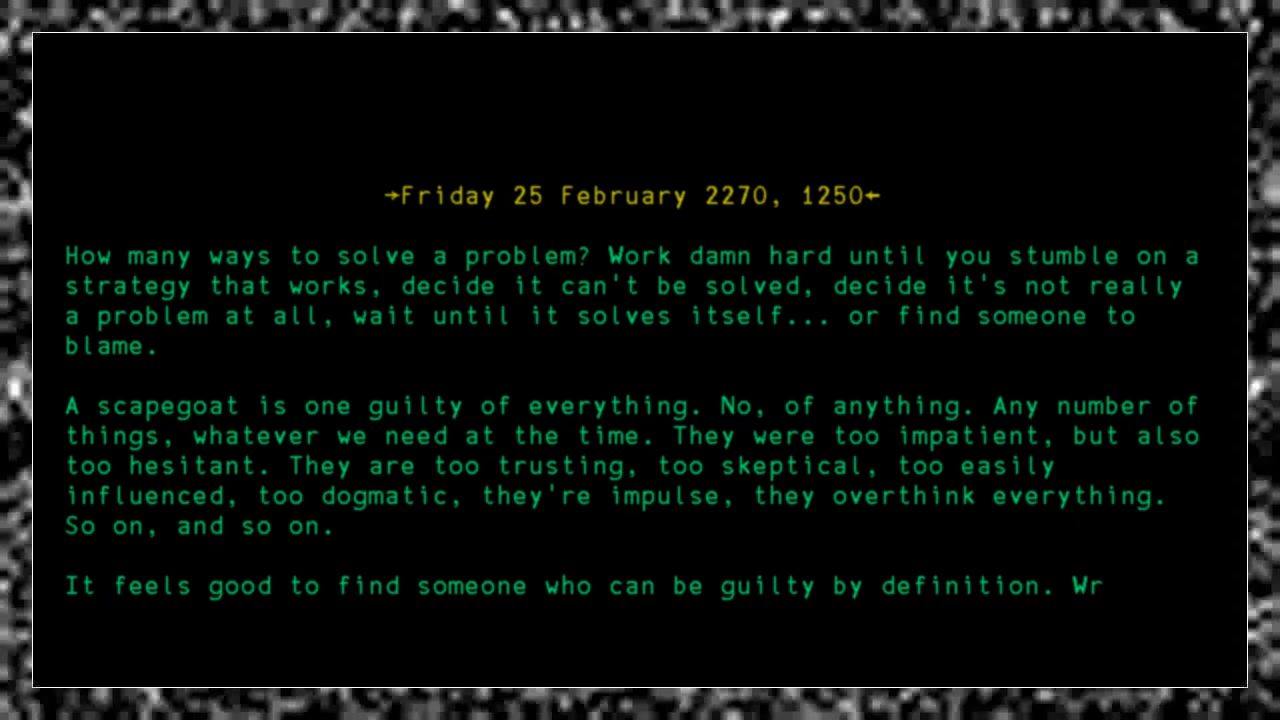 →Friday 25 February 2270, 1250←
How many ways to solve a problem? Work damn hard until you stumble on a
strategy that works, decide it can't be solved, decide it's not really
a problem at all, wait until it solves itself... or find someone to
blame.
A scapegoat is one guilty of everything. No, of anything. Any number of
things, whatever we need at the time. They were too impatient, but also
too hesitant. They are too trusting, too skeptical, too easily
influenced, too dogmatic, they're impulse, they overthink everything.
So on, and so on.
It feels good to find someone who can be guilty by definition. Wr